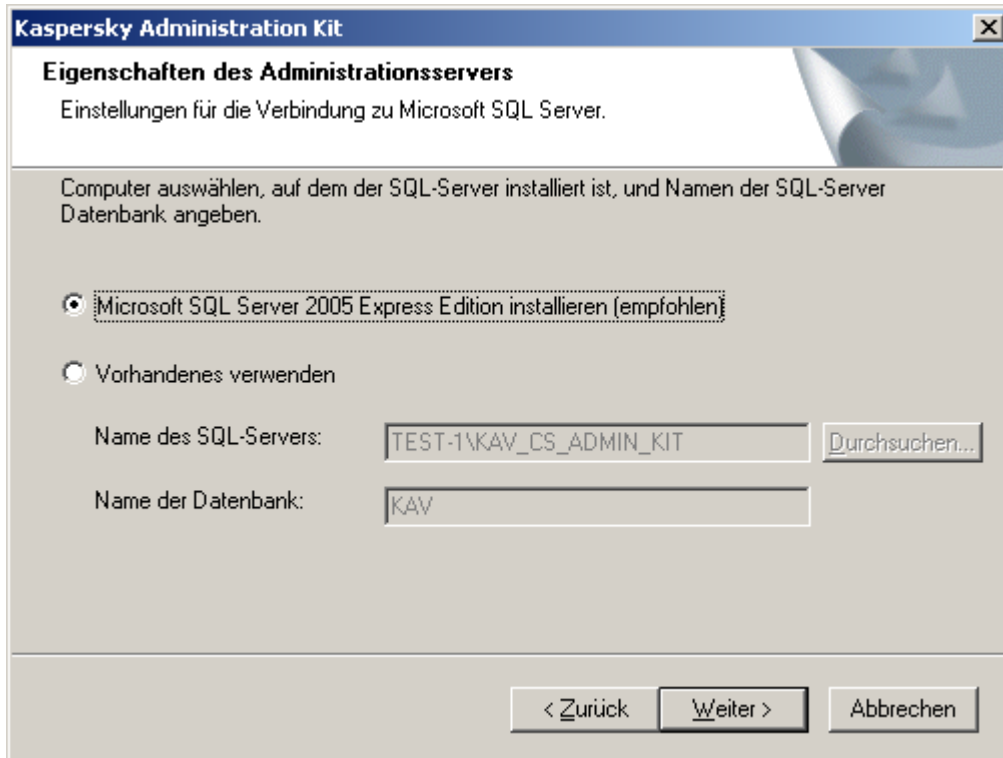 Kaspersky Administration Kit
Eigenschaften des Administrationsservers
Einstellungen für die Verbindung zu Microsoft SQL Server.
Computer auswählen, auf dem der SQL-Server installiert ist, und Namen der SQL-Server
Datenbank angeben.
Microsoft SQL Server 2005 Express Edition installieren (empfohlen)
Vorhandenes verwenden
Name des SQL-Servers: TEST-1\KAV_CS_ADMIN_KIT Durchsuchen...
Name der Datenbank: KAV
< Zurück Weiter > Abbrechen